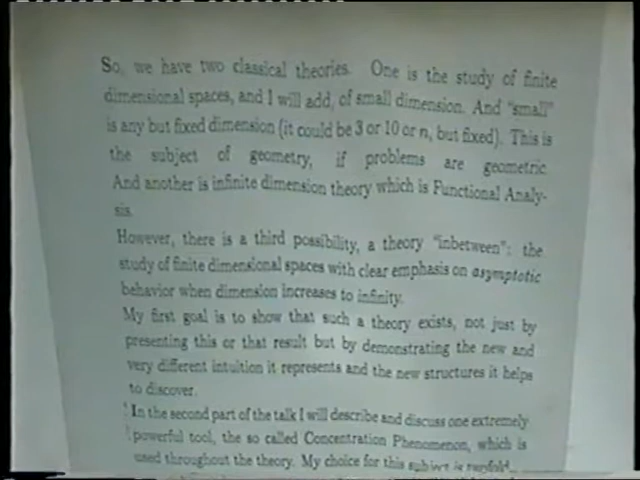 So, we have two classical theories. One is the study of finite
dimensional spaces, and I will add, of small dimension. And "small"
is any but fixed dimension (it could be 3 or 10 or n, but fixed). This is
the subject of geometry, if problems are geometric.
And another is infinite dimension theory which is Functional Analy-
sis.
However, there is a third possibility, a theory "inbetween": the
study of finite dimensional spaces with clear emphasis on asymptotic
behavior when dimension increases to infinity.
My first goal is to show that such a theory exists, not just by
presenting this or that result but by demonstrating the new and
very different intuition it represents and the new structures it helps
to discover.
In the second part of the talk I will describe and discuss one extremely
powerful tool, the so called Concentration Phenomenon, which is
used throughout the theory. My choice for this subject is twofold.